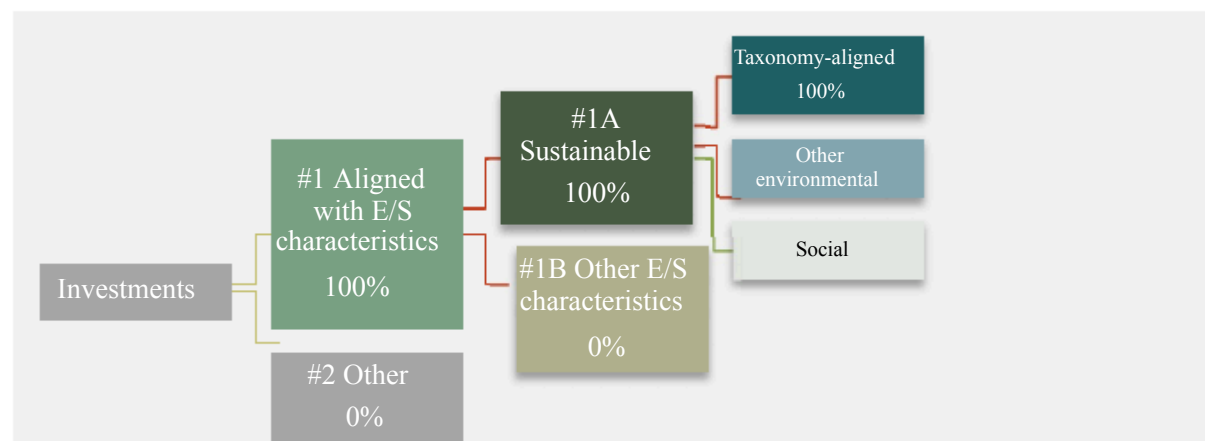 Investments
#1 Aligned
with E/S
characteristics
100%
#2 Other
0%
#1A
Sustainable
100%
#1B Other E/S
characteristics
0%
Taxonomy-aligned
100%
Other
environmental
Social